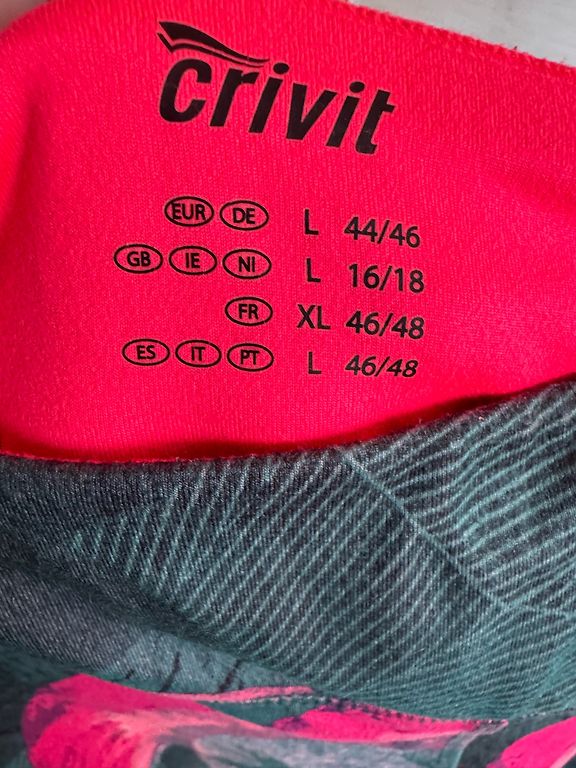 crivit
EUR DE L 44/46
GB IE NI L 16/18
FR XL 46/48
ES IT PT L 46/48